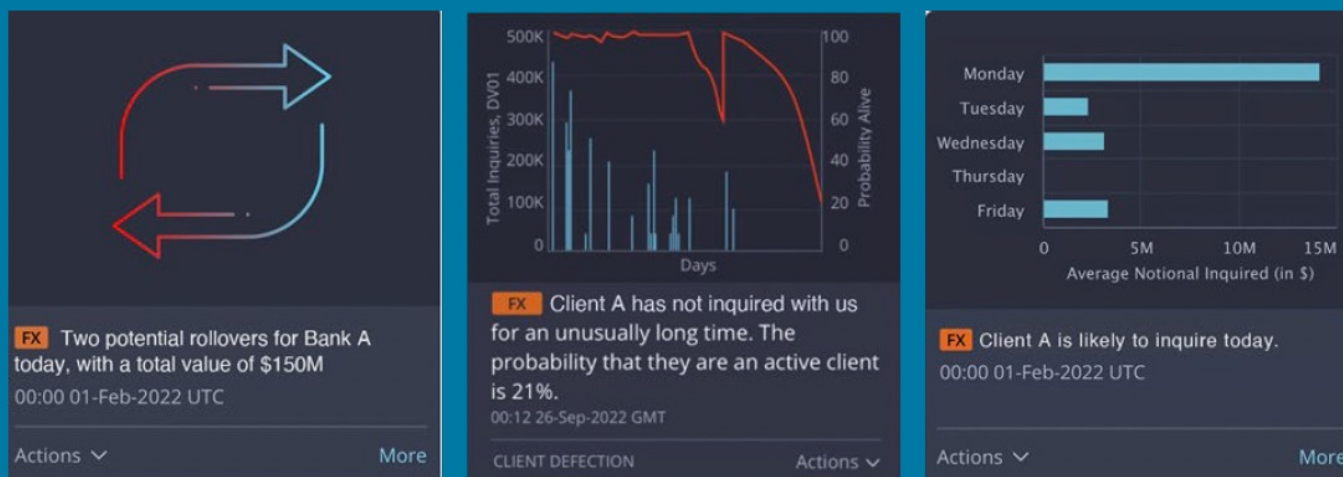 FX Two potential rollovers for Bank A
today, with a total value of $150M
00:00 01-Feb-2022 UTC
Actions
More
500K
400K
300K
200K
100K
0
Total Inquiries, DV01
100
80
60
40
20
0
Probability Alive
Days
FX Client A has not inquired with us
for an unusually long time. The
probability that they are an active client
is 21%.
00:12 26-Sep-2022 GMT
CLIENT DEFECTION
Actions
Monday
Tuesday
Wednesday
Thursday
Friday
0 5M 10M 15M
Average Notional Inquired (in $)
FX Client A is likely to inquire today.
00:00 01-Feb-2022 UTC
Actions
More